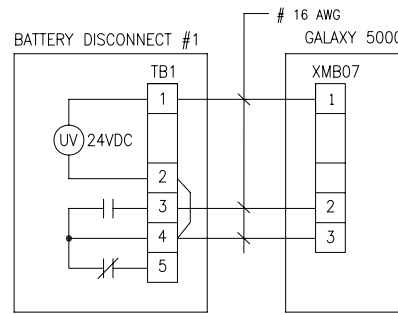 # 16 AWG
BATTERY DISCONNECT #1
GALAXY 5000
TB1
XMB07
1
1
UV 24VDC
2
3
2
4
3
5